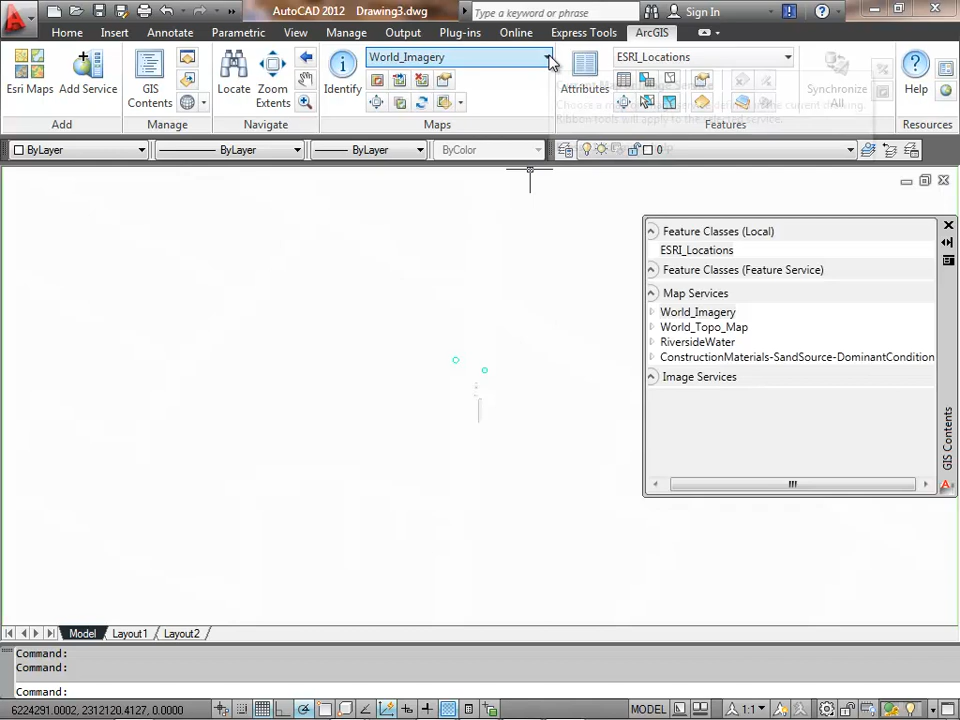 AutoCAD 2012 Drawing3.dwg
Type a keyword or phrase
Sign In
Home Insert Annotate Parametric View Manage Output Plug-ins Online Express Tools ArcGIS
World_Imagery
ESRI_Locations
Esri Maps Add Service
GIS Contents
Locate
Zoom Extents
Identify
Attributes
Synchronize All
Help
Add Manage Navigate Maps Features Resources
ByLayer ByLayer ByLayer ByColor 0
Feature Classes (Local)
ESRI_Locations
Feature Classes (Feature Service)
Map Services
World_Imagery
World_Topo_Map
RiversideWater
ConstructionMaterials-SandSource-DominantCondition
Image Services
GIS Contents
Model Layout1 Layout2
Command:
Command:
Command:
6224291.0002, 2312120.4127, 0.0000
MODEL 1:1